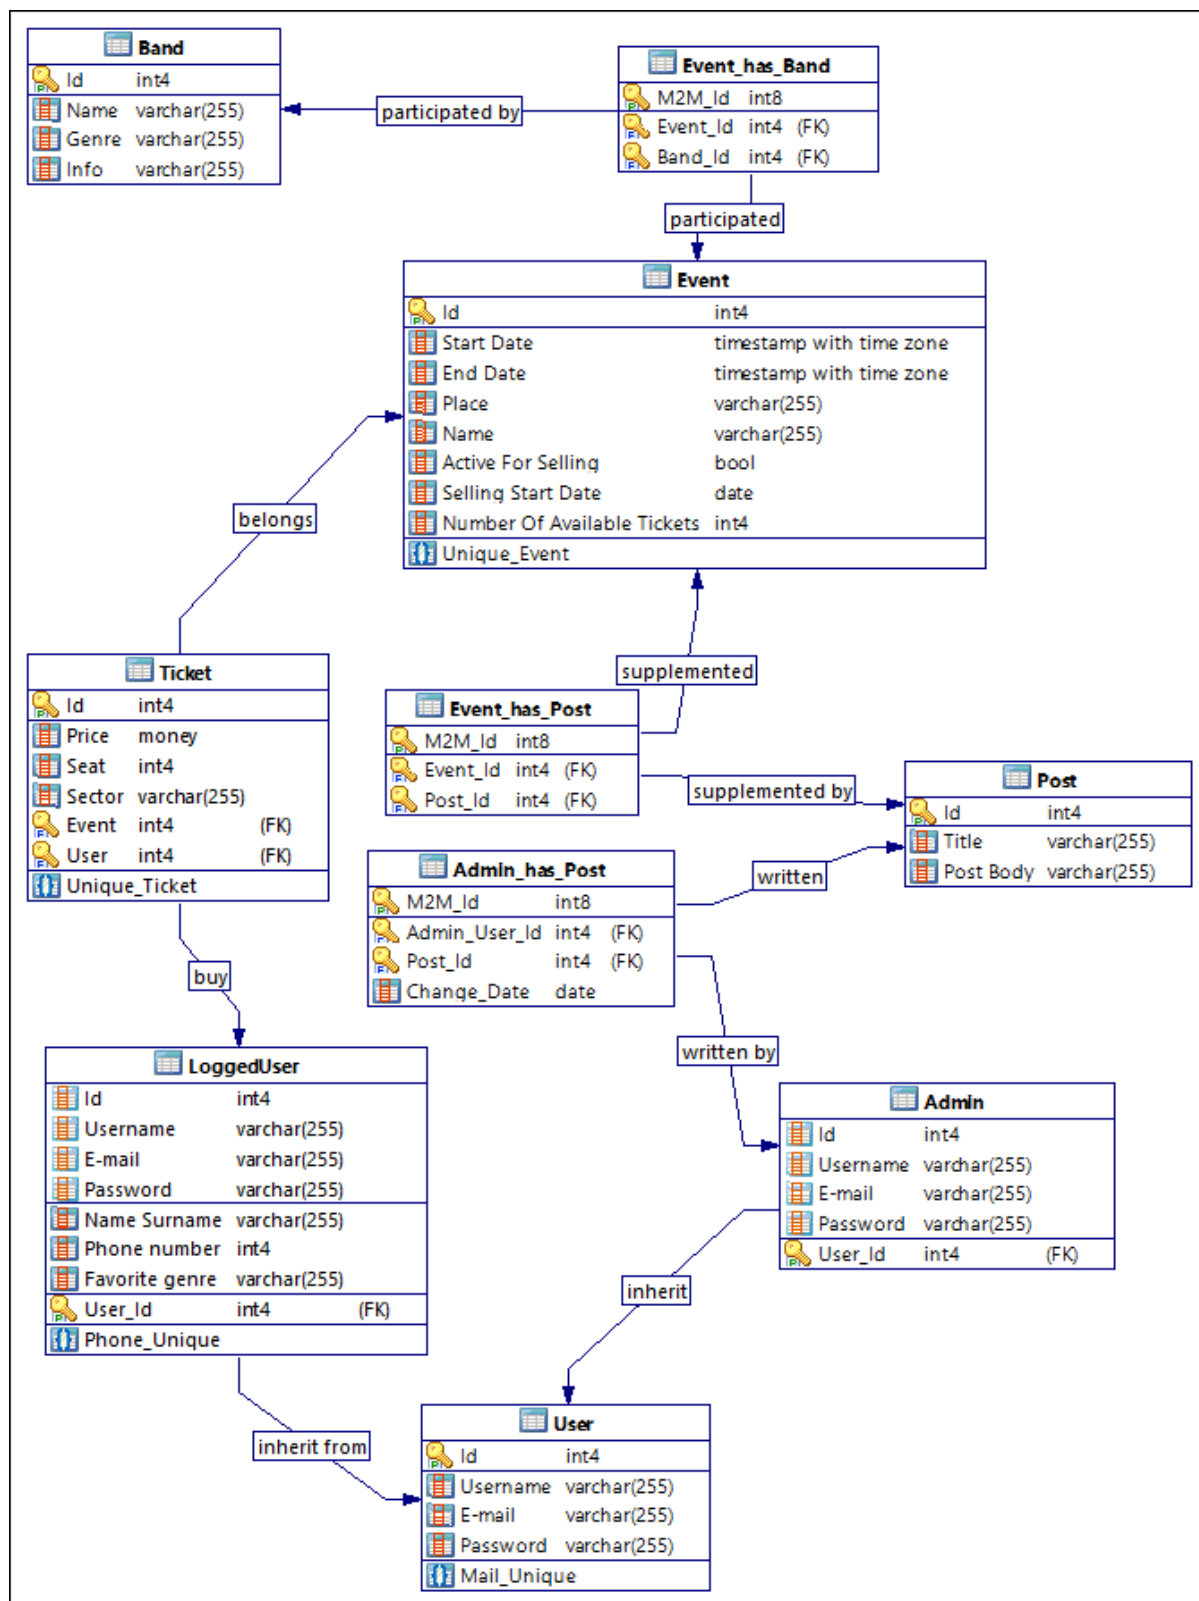 Band
Id int4
Name varchar(255)
Genre varchar(255)
Info varchar(255)
participated by
Event_has_Band
M2M_Id int8
Event_Id int4 (FK)
Band_Id int4 (FK)
participated
Event
Id int4
Start Date timestamp with time zone
End Date timestamp with time zone
Place varchar(255)
Name varchar(255)
Active For Selling bool
Selling Start Date date
Number Of Available Tickets int4
Unique_Event
belongs
Ticket
Id int4
Price money
Seat int4
Sector varchar(255)
Event int4 (FK)
User int4 (FK)
Unique_Ticket
supplemented
Event_has_Post
M2M_Id int8
Event_Id int4 (FK)
Post_Id int4 (FK)
supplemented by
Post
Id int4
Title varchar(255)
Post Body varchar(255)
Admin_has_Post
M2M_Id int8
Admin_User_Id int4 (FK)
Post_Id int4 (FK)
Change_Date date
written
buy
written by
LoggedUser
Id int4
Username varchar(255)
E-mail varchar(255)
Password varchar(255)
Name Surname varchar(255)
Phone number int4
Favorite genre varchar(255)
User_Id int4 (FK)
Phone_Unique
Admin
Id int4
Username varchar(255)
E-mail varchar(255)
Password varchar(255)
User_Id int4 (FK)
inherit
inherit from
User
Id int4
Username varchar(255)
E-mail varchar(255)
Password varchar(255)
Mail_Unique